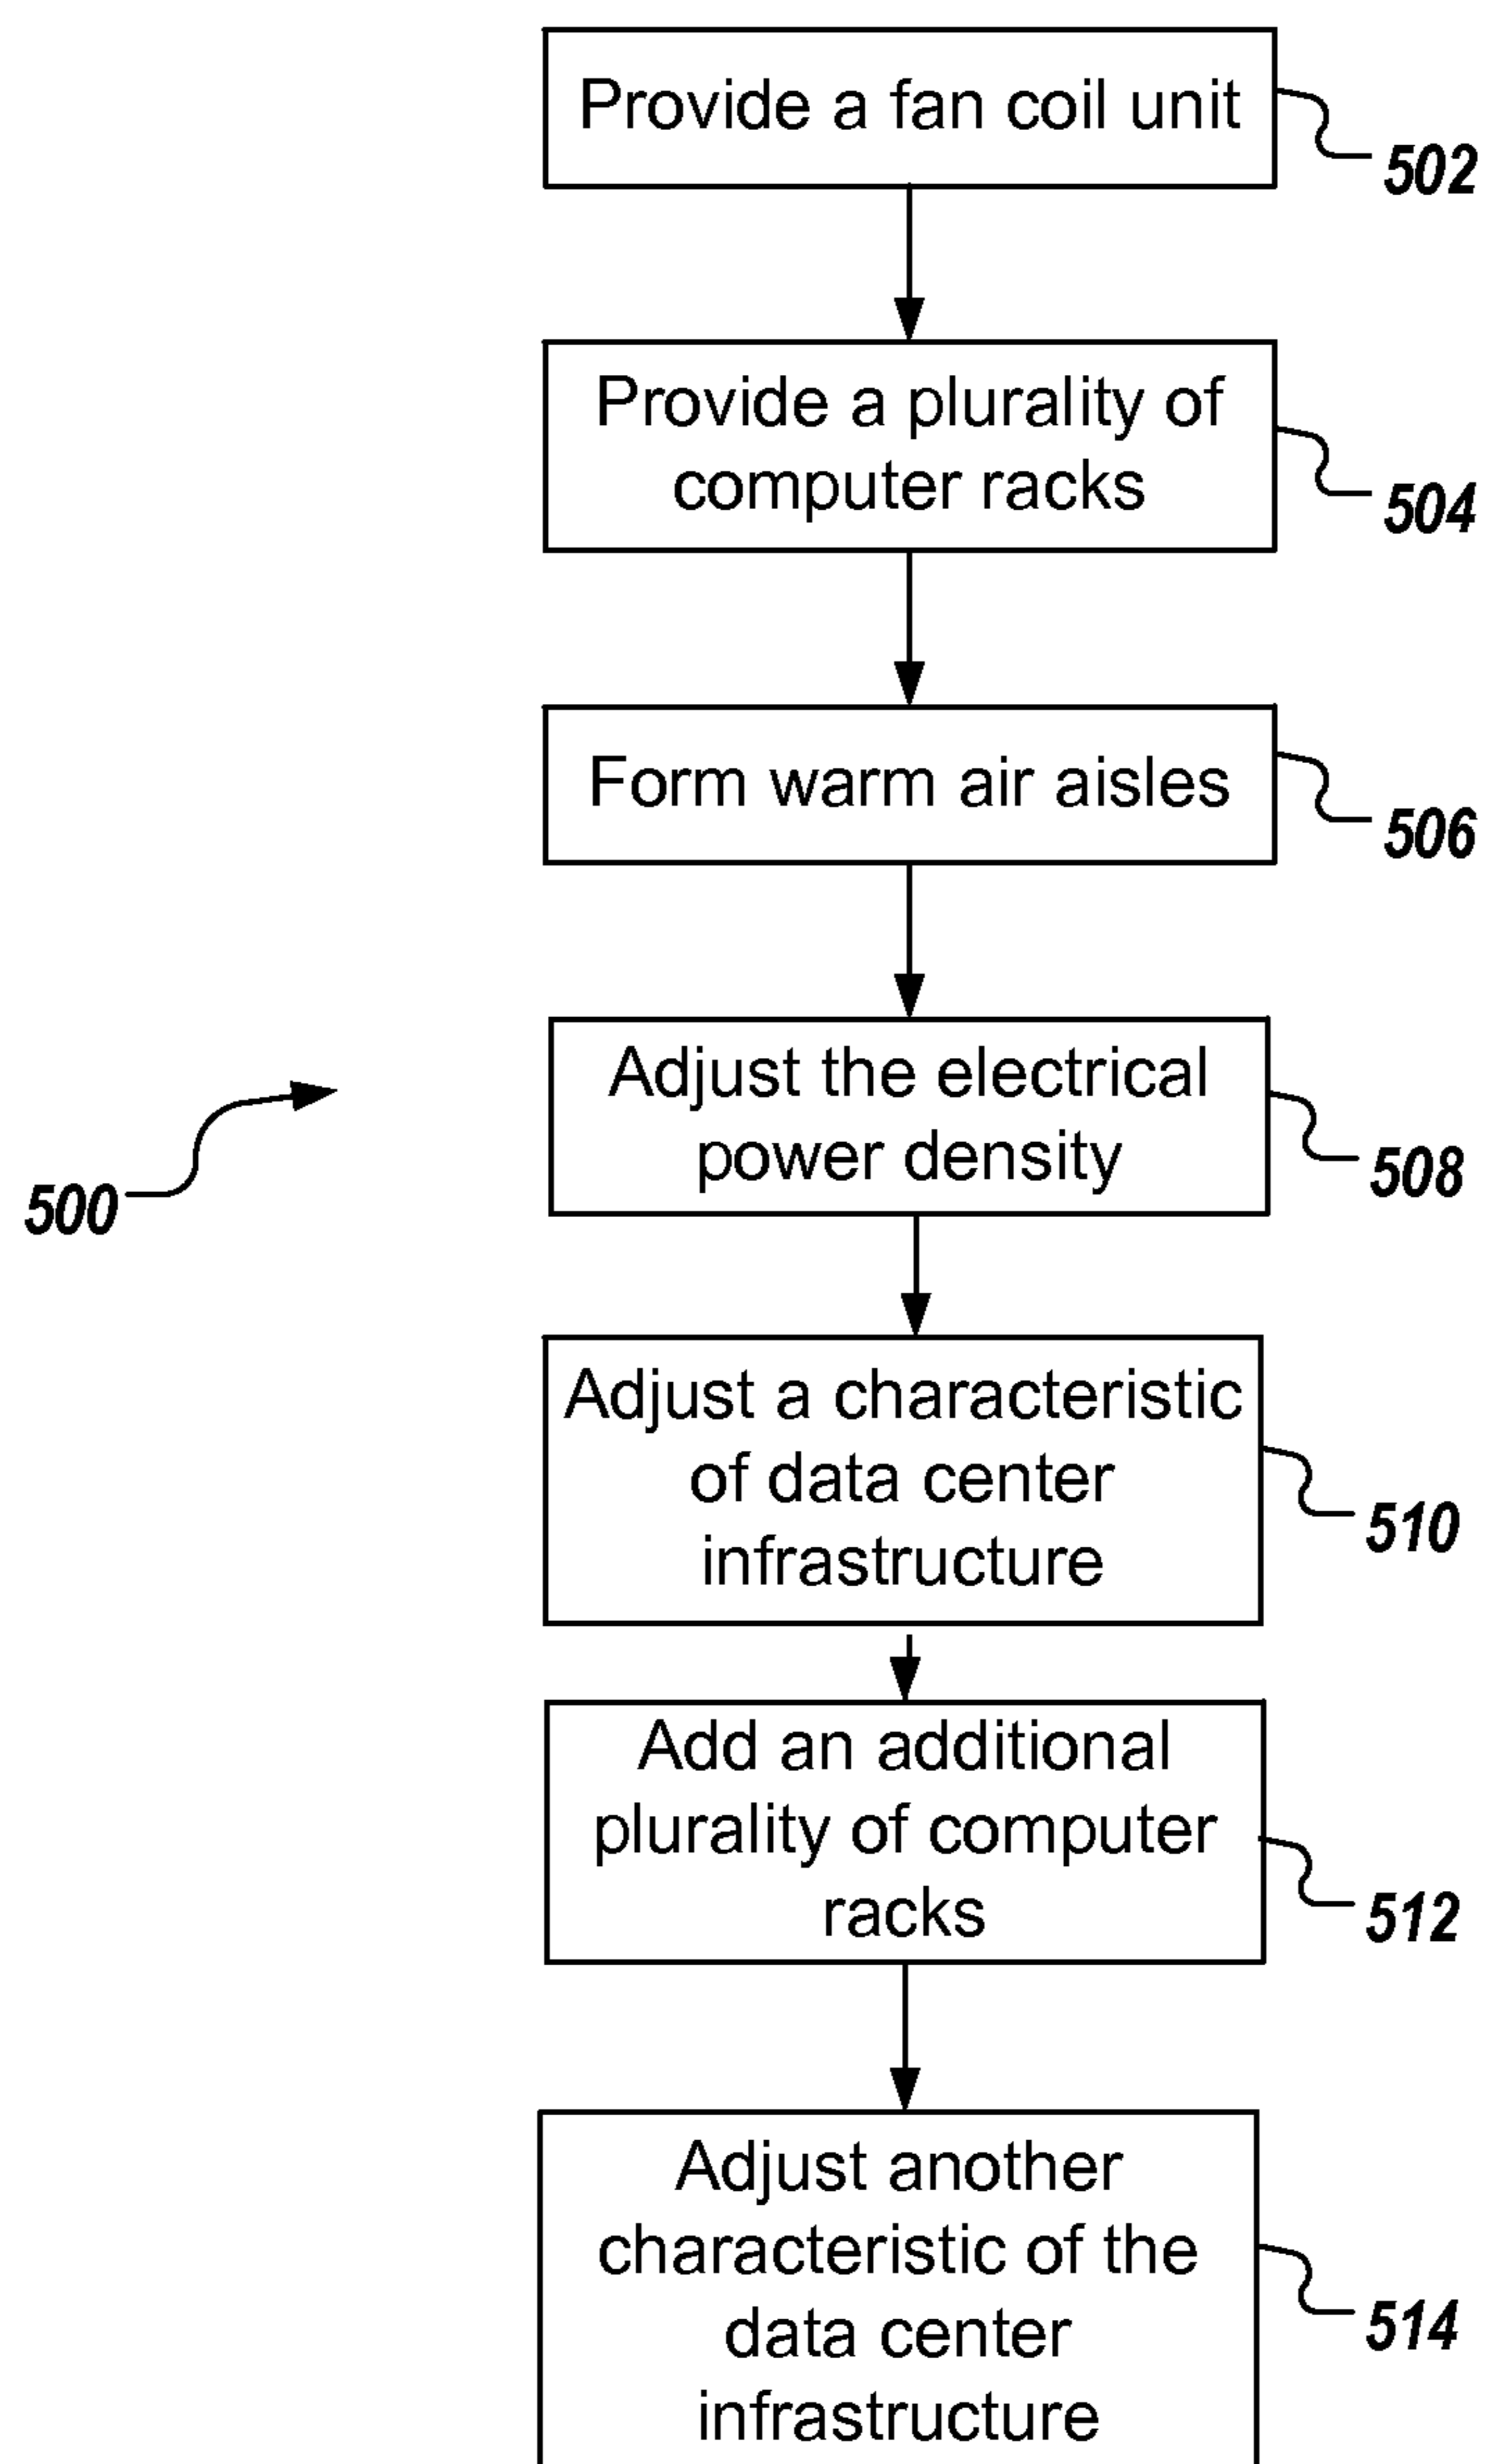 Provide a fan coil unit
502
Provide a plurality of
computer racks
504
Form warm air aisles
506
Adjust the electrical
power density
508
500
Adjust a characteristic
of data center
infrastructure
510
Add an additional
plurality of computer
racks
512
Adjust another
characteristic of the
data center
infrastructure
514